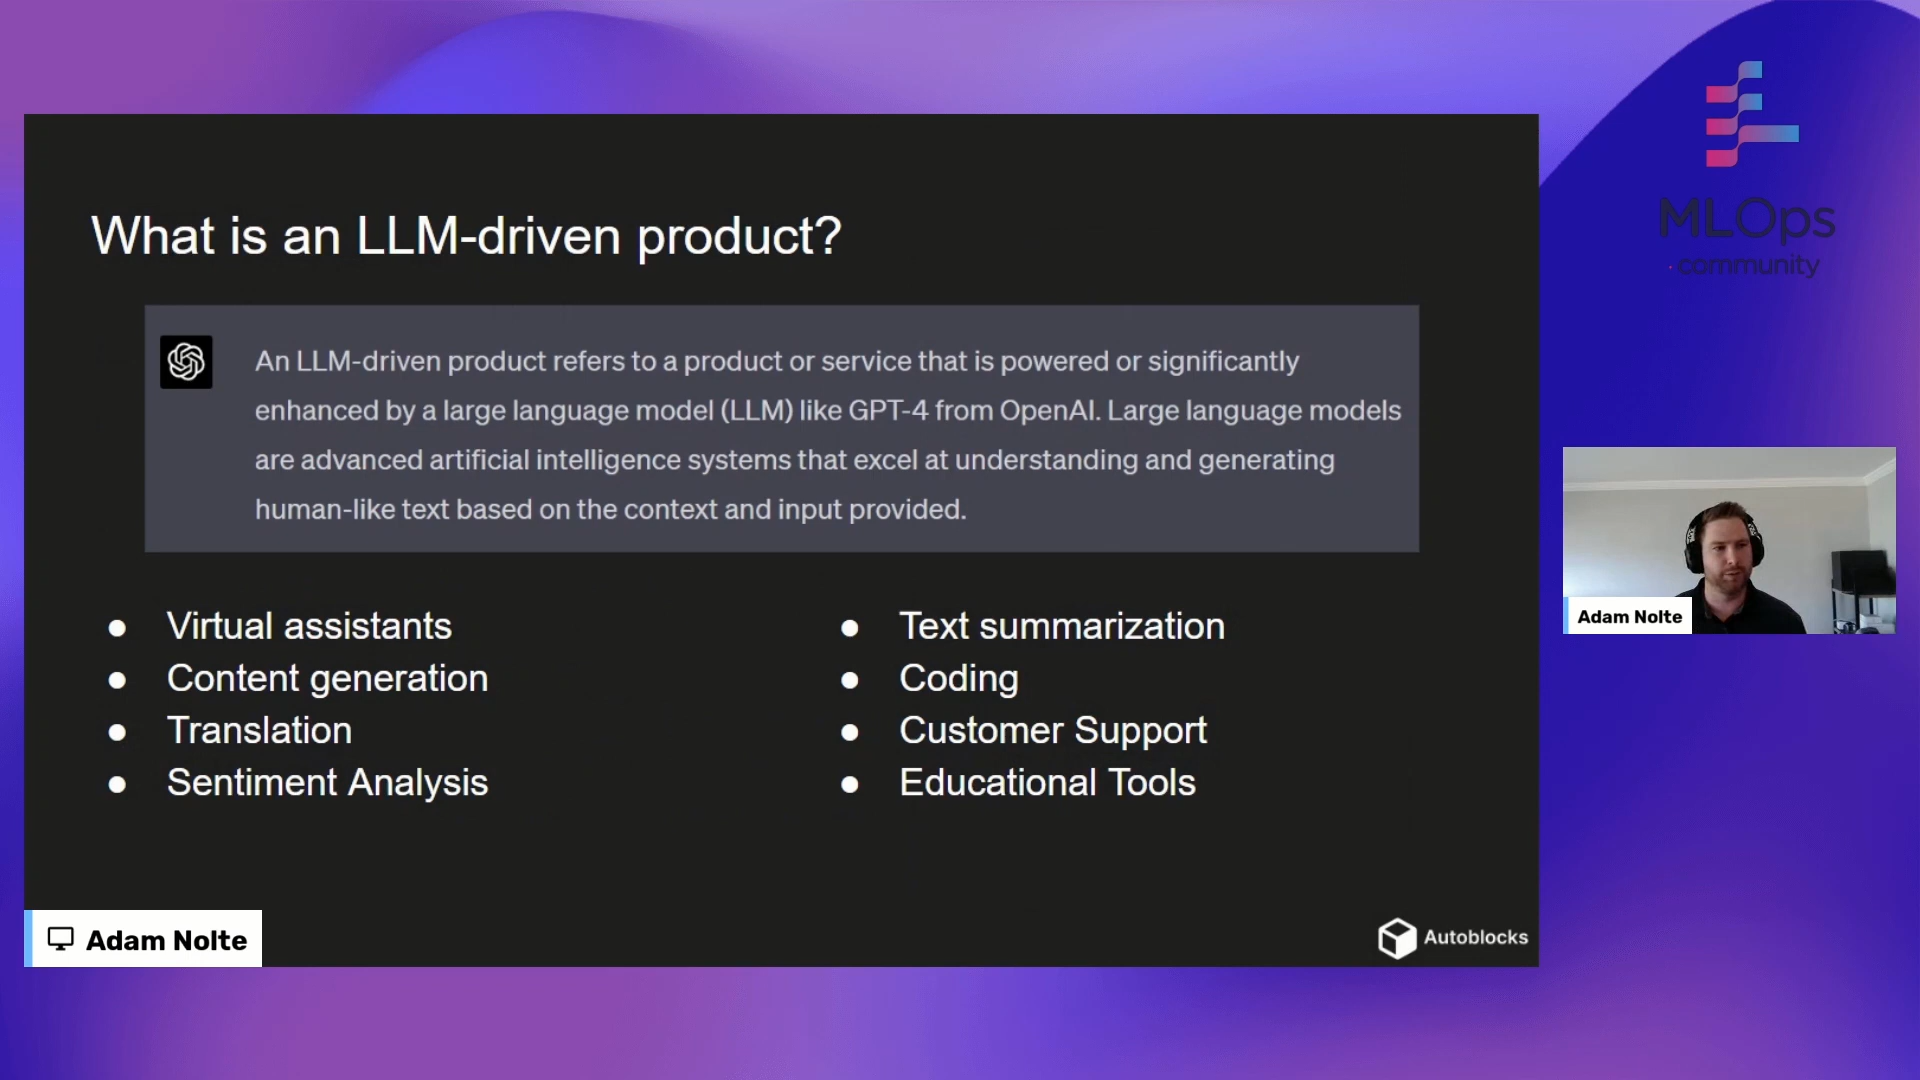 MLOps
community
What is an LLM-driven product?
An LLM-driven product refers to a product or service that is powered or significantly
enhanced by a large language model (LLM) like GPT-4 from OpenAI. Large language models
are advanced artificial intelligence systems that excel at understanding and generating
human-like text based on the context and input provided.
Virtual assistants
Content generation
Translation
Sentiment Analysis
Text summarization
Coding
Customer Support
Educational Tools
Adam Nolte
Autoblocks
Adam Nolte